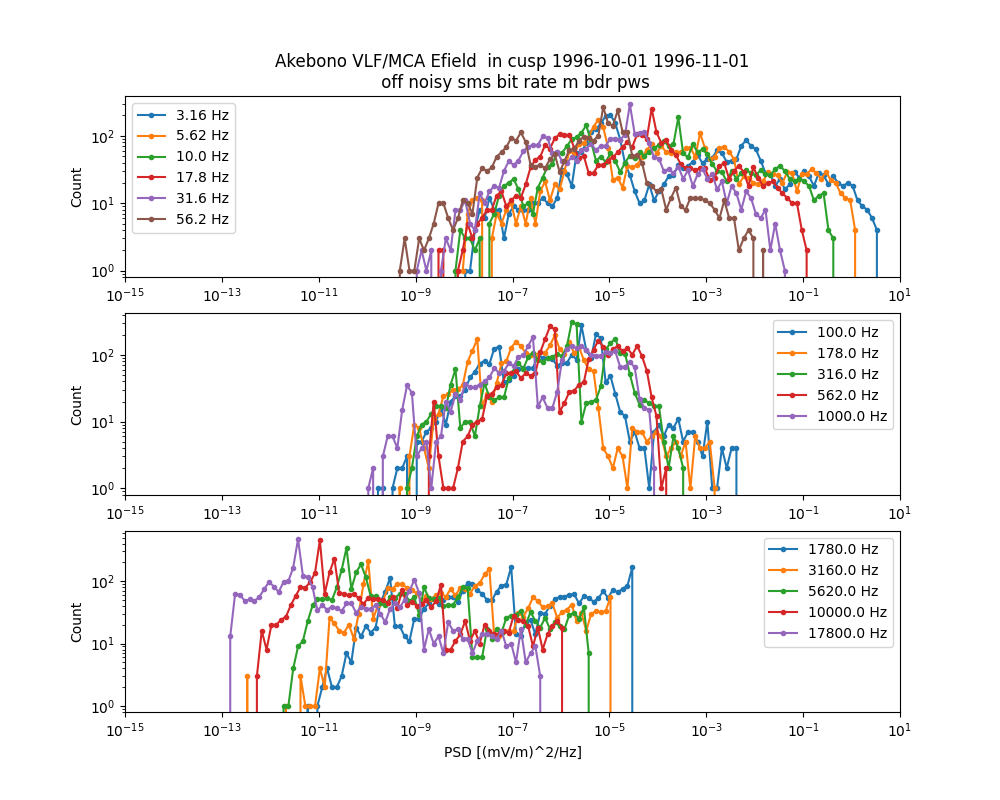 Akebono VLF/MCA Efield  in cusp 1996-10-01 1996-11-01
off noisy sms bit rate m bdr pws
3.16 Hz
5.62 Hz
10.0 Hz
17.8 Hz
31.6 Hz
56.2 Hz
Count
10^2
10^1
10^0
10^−15 10^−13 10^−11 10^−9 10^−7 10^−5 10^−3 10^−1 10^1
100.0 Hz
178.0 Hz
316.0 Hz
562.0 Hz
1000.0 Hz
Count
10^2
10^1
10^0
10^−15 10^−13 10^−11 10^−9 10^−7 10^−5 10^−3 10^−1 10^1
1780.0 Hz
3160.0 Hz
5620.0 Hz
10000.0 Hz
17800.0 Hz
Count
10^2
10^1
10^0
10^−15 10^−13 10^−11 10^−9 10^−7 10^−5 10^−3 10^−1 10^1
PSD [(mV/m)^2/Hz]